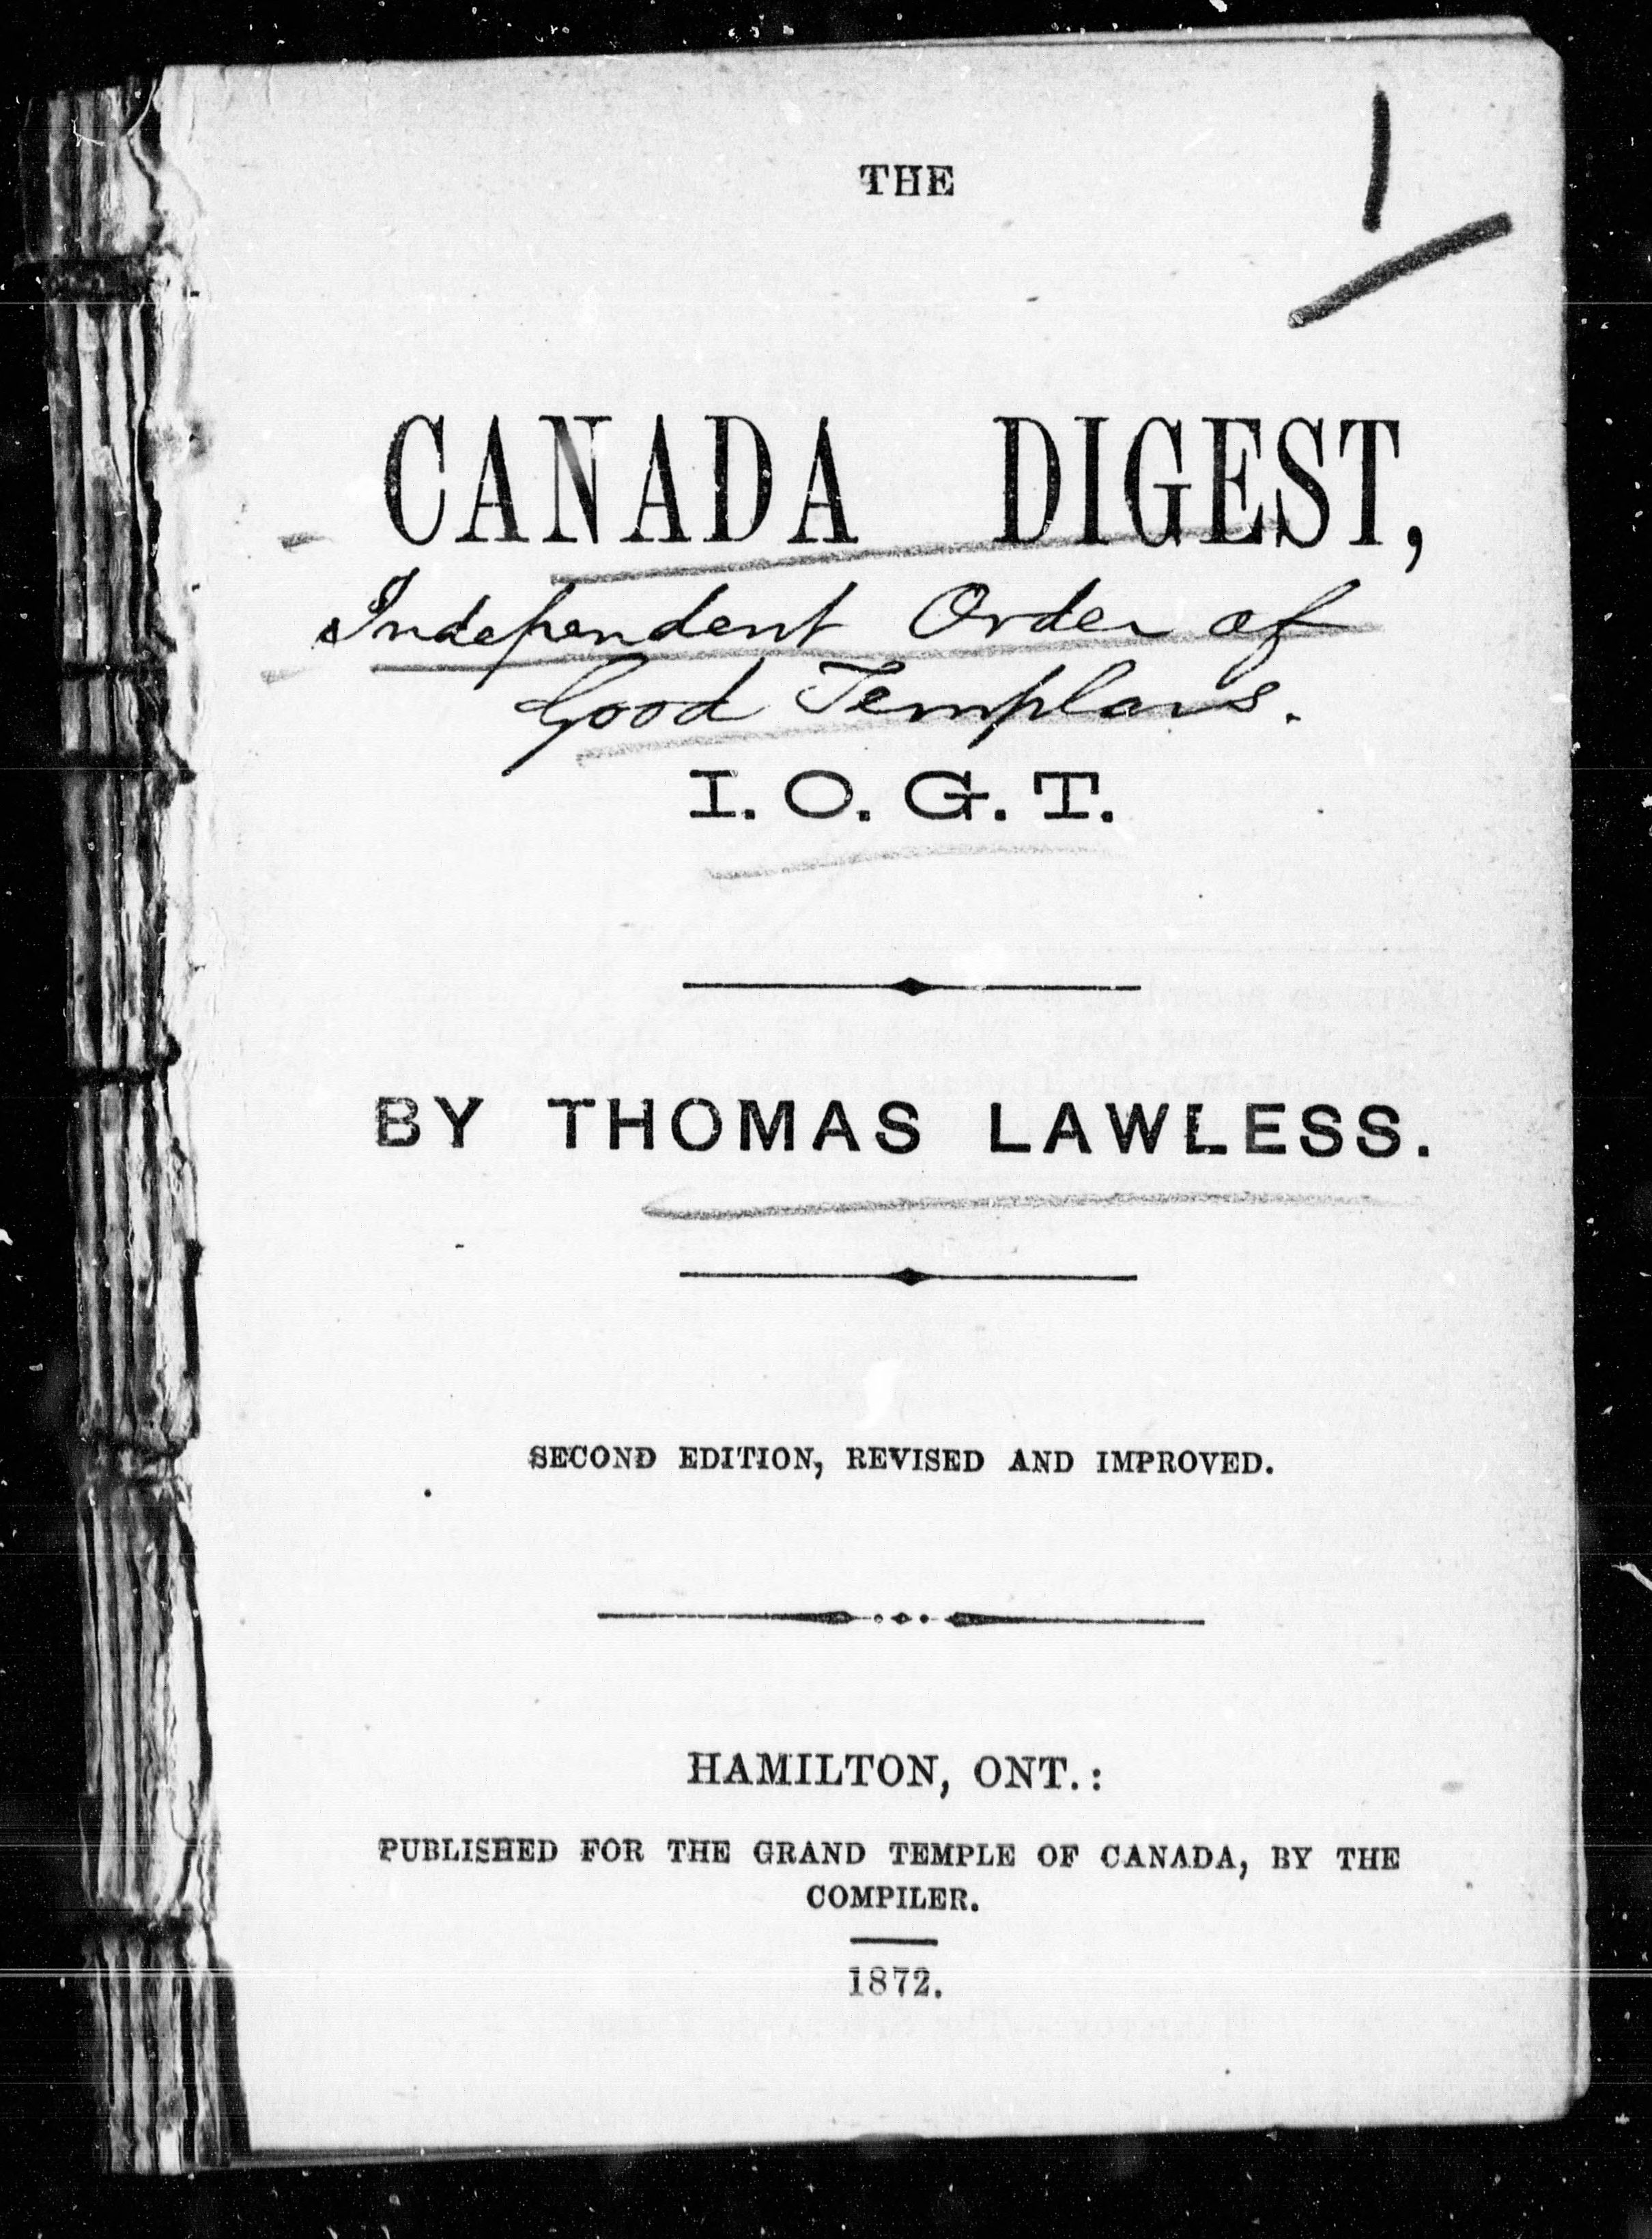 1
THE
CANADA DIGEST,
Independent Order of
Good Templars.
I. O. G. T.
BY THOMAS LAWLESS.
SECOND EDITION, REVISED AND IMPROVED.
HAMILTON, ONT.:
PUBLISHED FOR THE GRAND TEMPLE OF CANADA, BY THE
COMPILER.
1872.